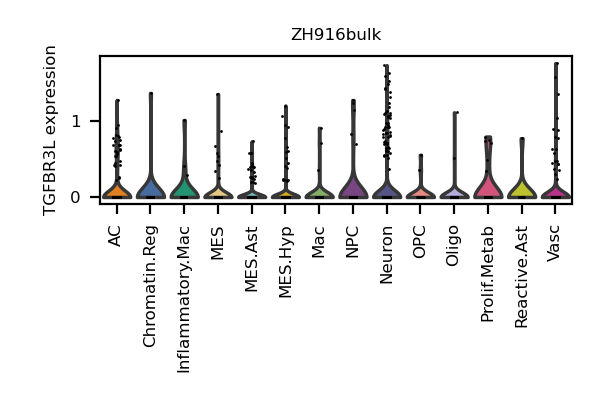 ZH916bulk
TGFBR3L expression
1
0
AC
Chromatin.Reg
Inflammatory.Mac
MES
MES.Ast
MES.Hyp
Mac
NPC
Neuron
OPC
Oligo
Prolif.Metab
Reactive.Ast
Vasc